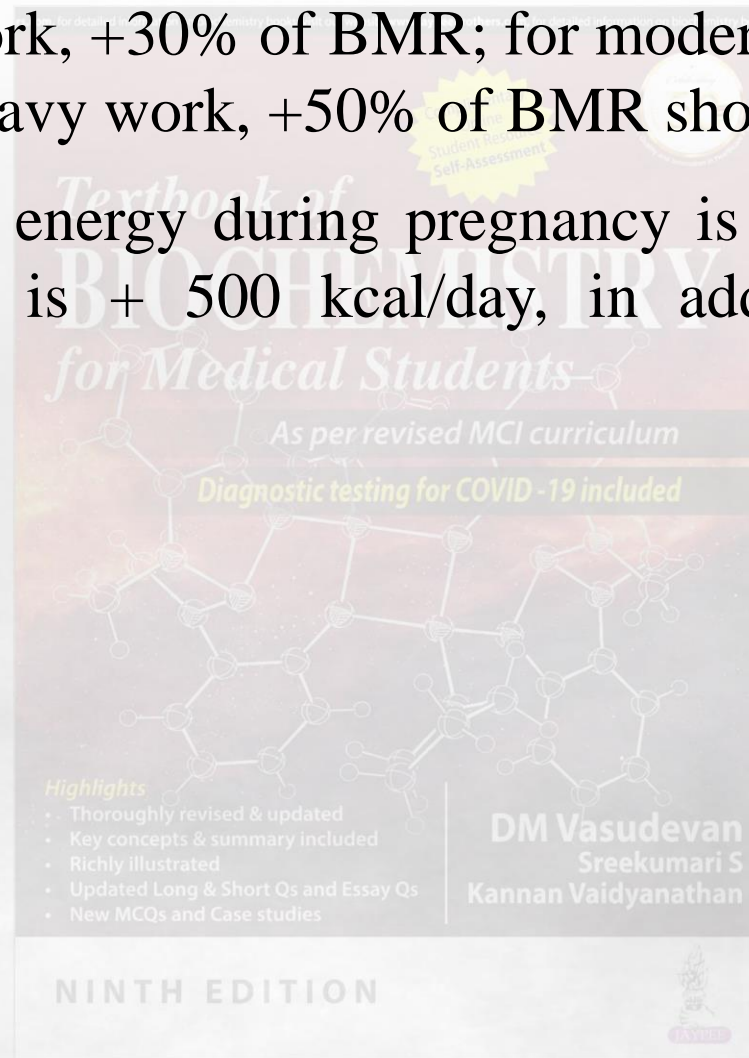 rk, +30% of BMR; for moder
avy work, +50% of BMR sho
energy during pregnancy is
is + 500 kcal/day, in add
Textbook of
BIOCHEMISTRY
for Medical Students
As per revised MCI curriculum
Diagnostic testing for COVID -19 included
Student Resou
Self-Assessment
Highlights
• Thoroughly revised & updated
• Key concepts & summary included
• Richly illustrated
• Updated Long & Short Qs and Essay Qs
• New MCQs and Case studies
DM Vasudevan
Sreekumari S
Kannan Vaidyanathan
NINTH EDITION
JAYPEE